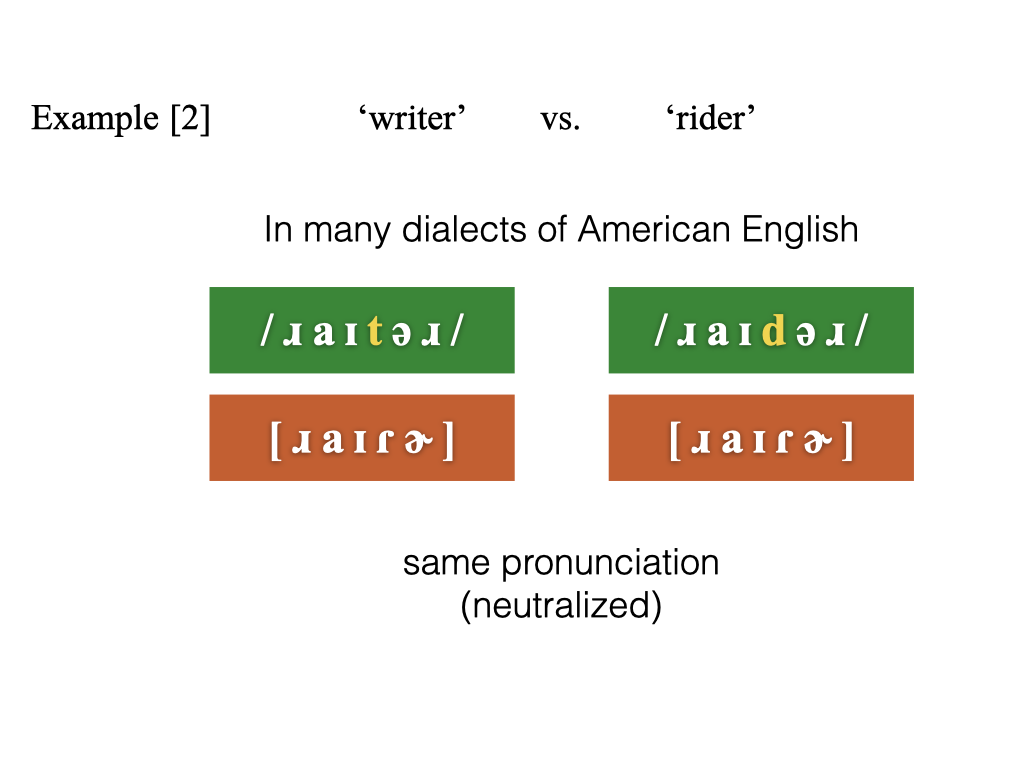 Example [2] ‘writer’ vs. ‘rider’
In many dialects of American English
/ɹaɪtəɹ/ /ɹaɪdəɹ/
[ɹaɪɾɚ] [ɹaɪɾɚ]
same pronunciation
(neutralized)